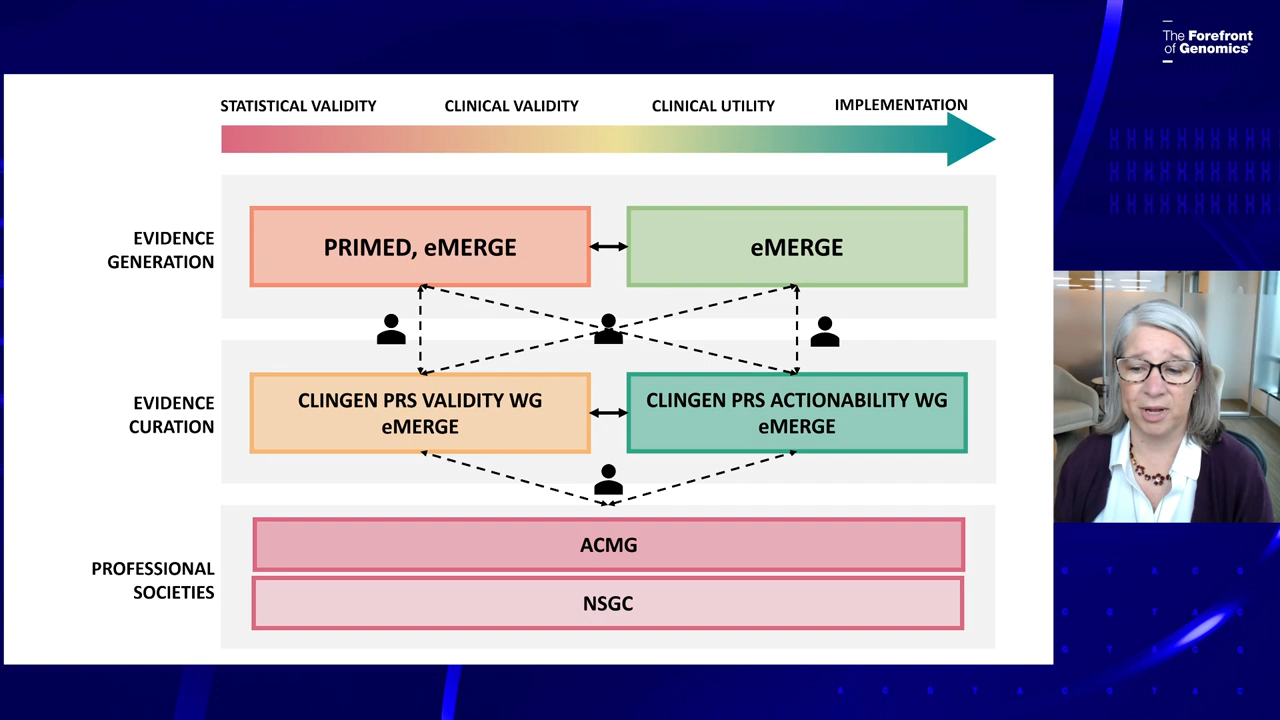 The Forefront
of Genomics®
STATISTICAL VALIDITY
CLINICAL VALIDITY
CLINICAL UTILITY
IMPLEMENTATION
EVIDENCE
GENERATION
PRIMED, eMERGE
eMERGE
EVIDENCE
CURATION
CLINGEN PRS VALIDITY WG
eMERGE
CLINGEN PRS ACTIONABILITY WG
eMERGE
PROFESSIONAL
SOCIETIES
ACMG
NSGC